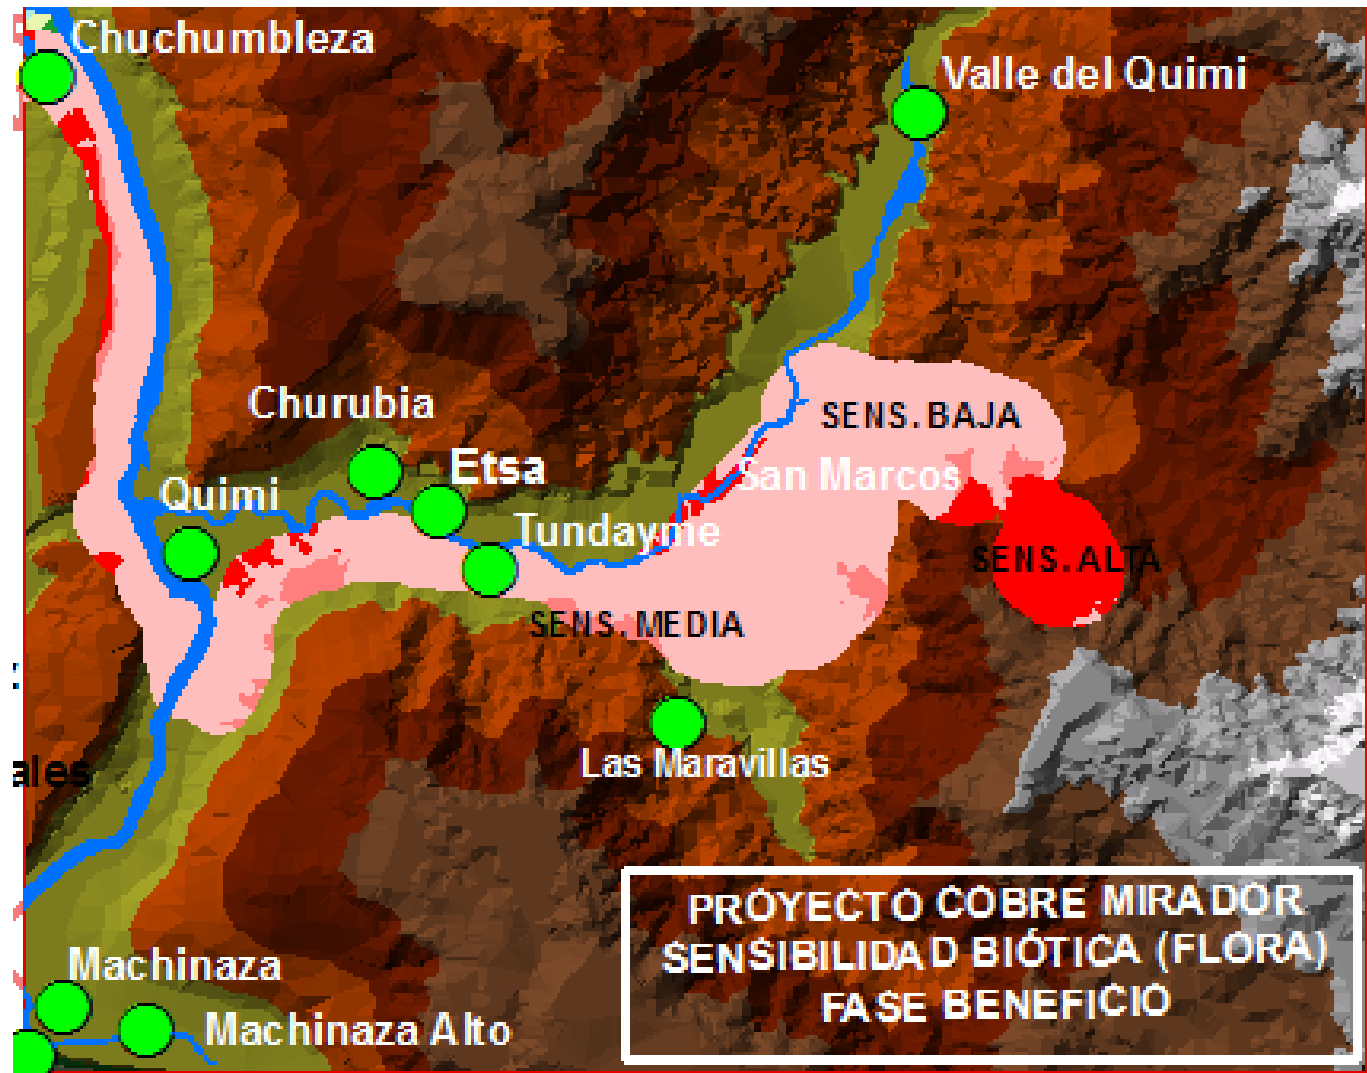 Chuchumbleza
Valle del Quimi
Churubia
SENS. BAJA
Etsa
San Marcos
Quimi
Tundayme
SENS. ALTA
SENS. MEDIA
Las Maravillas
ales
PROYECTO COBRE MIRADOR
SENSIBILIDAD BIÓTICA (FLORA)
FASE BENEFICIO
Machinaza
Machinaza Alto